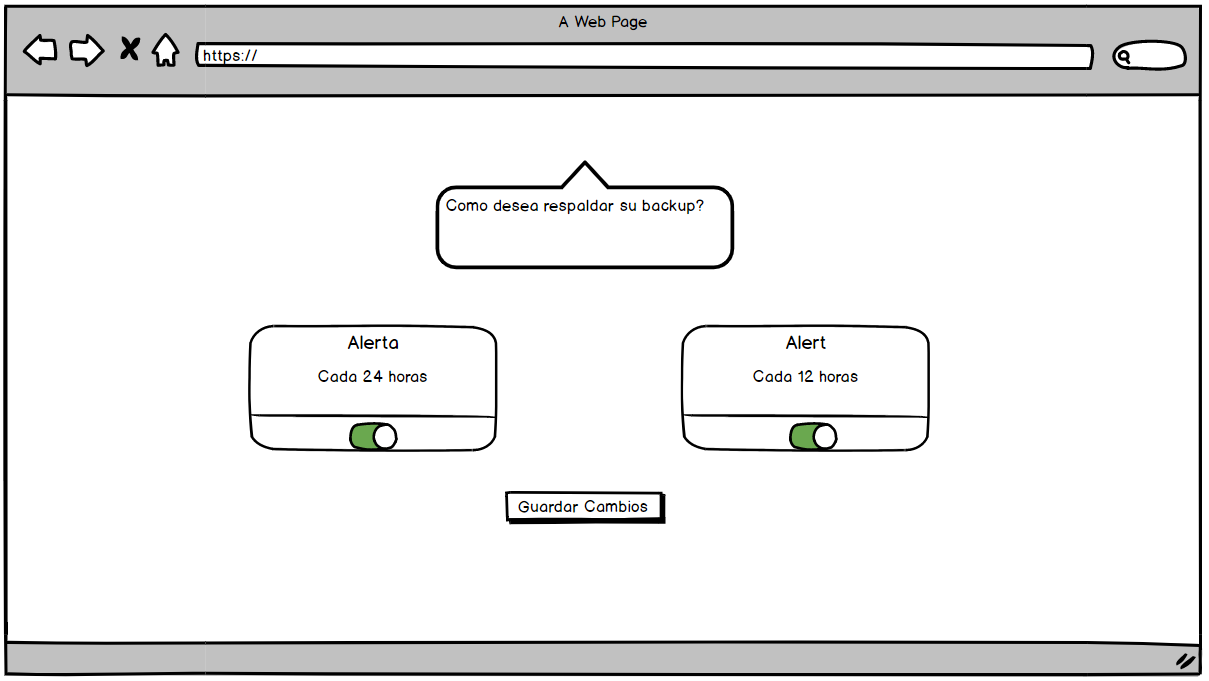 A Web Page
https://
Como desea respaldar su backup?
Alerta
Cada 24 horas
Alert
Cada 12 horas
Guardar Cambios